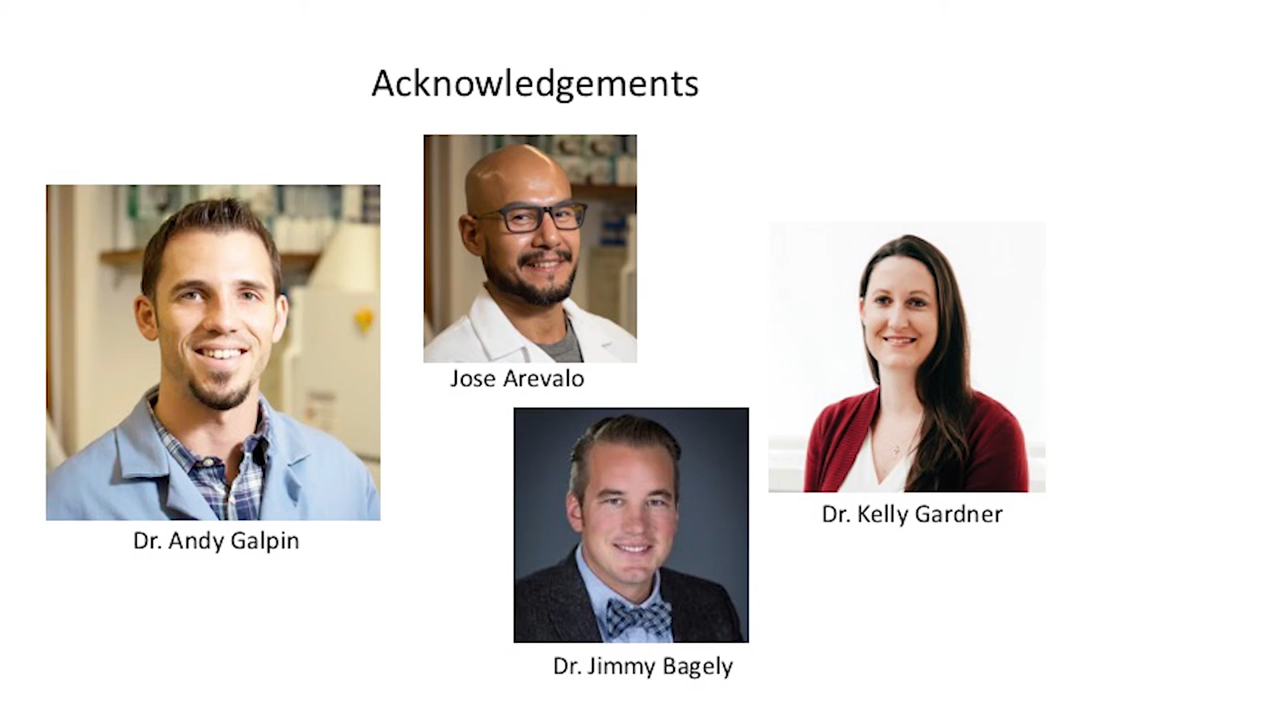 Acknowledgements
Jose Arevalo
Dr. Kelly Gardner
Dr. Andy Galpin
Dr. Jimmy Bagely